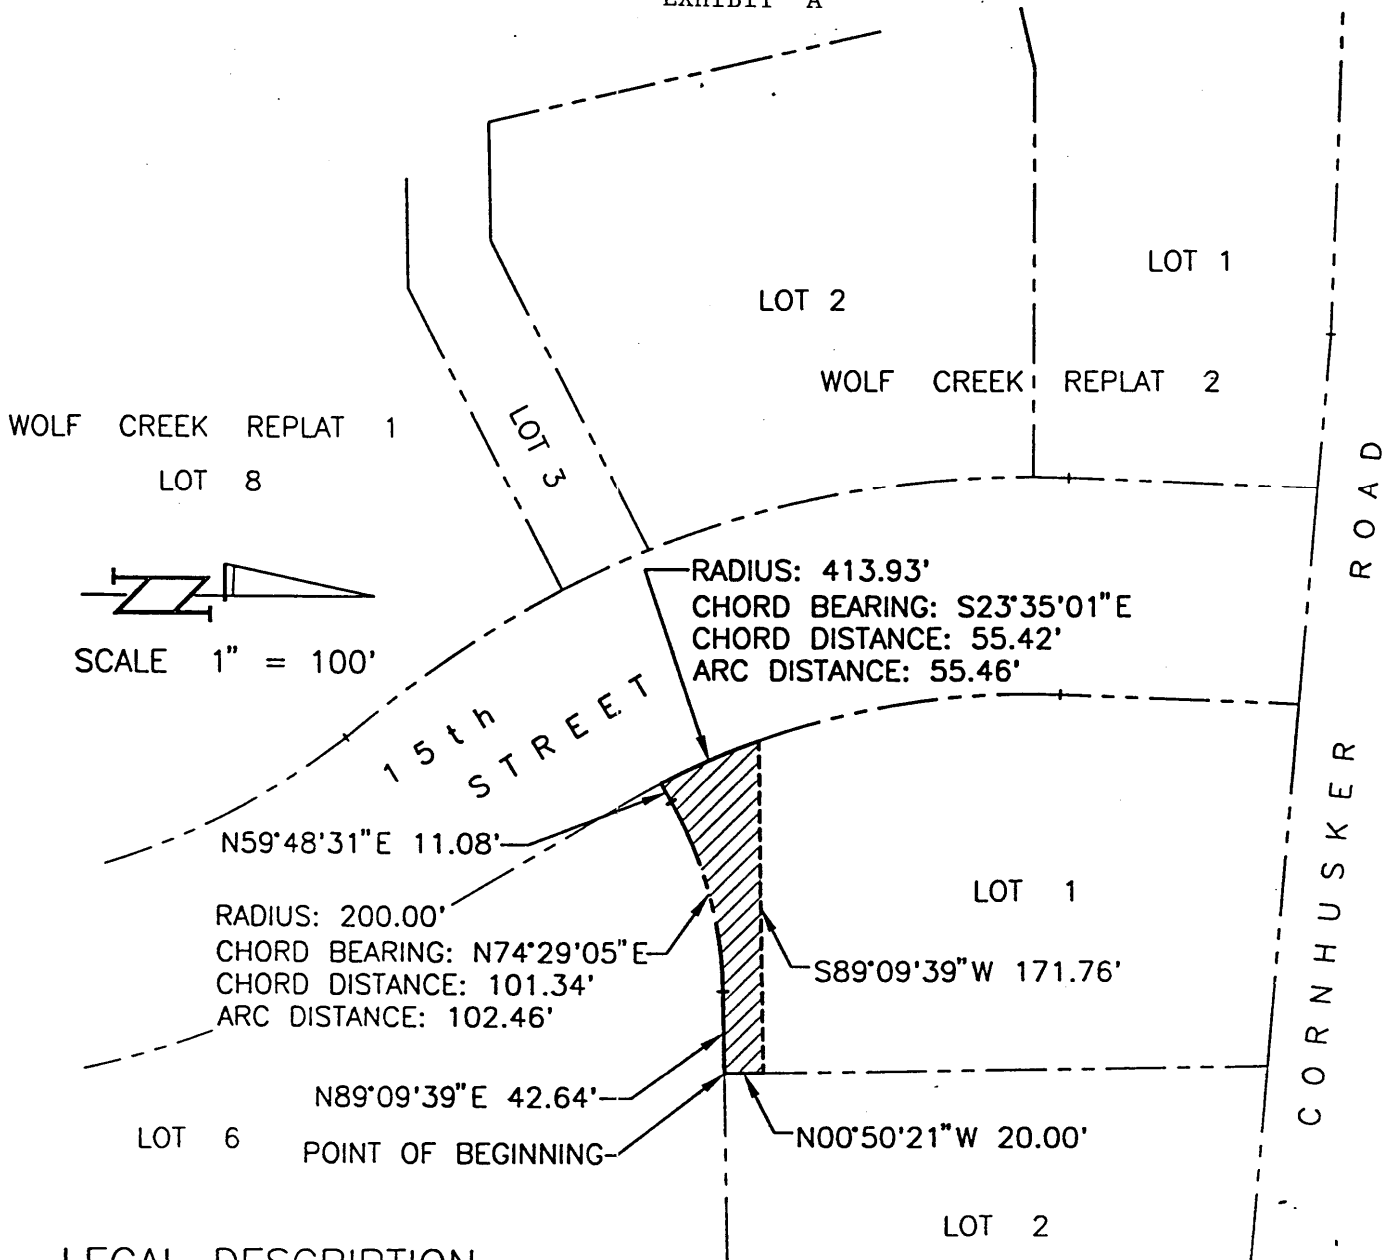 EXHIBIT "A"
LOT 1
LOT 2
WOLF CREEK REPLAT 2
WOLF CREEK REPLAT 1
LOT 8
LOT 3
ROAD
RADIUS: 413.93'
CHORD BEARING: S23°35'01"E
CHORD DISTANCE: 55.42'
ARC DISTANCE: 55.46'
SCALE 1" = 100'
15th
STREET
CORNHUSKER
N59°48'31"E 11.08'
LOT 1
RADIUS: 200.00'
CHORD BEARING: N74°29'05"E
CHORD DISTANCE: 101.34'
ARC DISTANCE: 102.46'
S89°09'39"W 171.76'
N89°09'39"E 42.64'
LOT 6
POINT OF BEGINNING
N00°50'21"W 20.00'
LOT 2
LEGAL DESCRIPTION